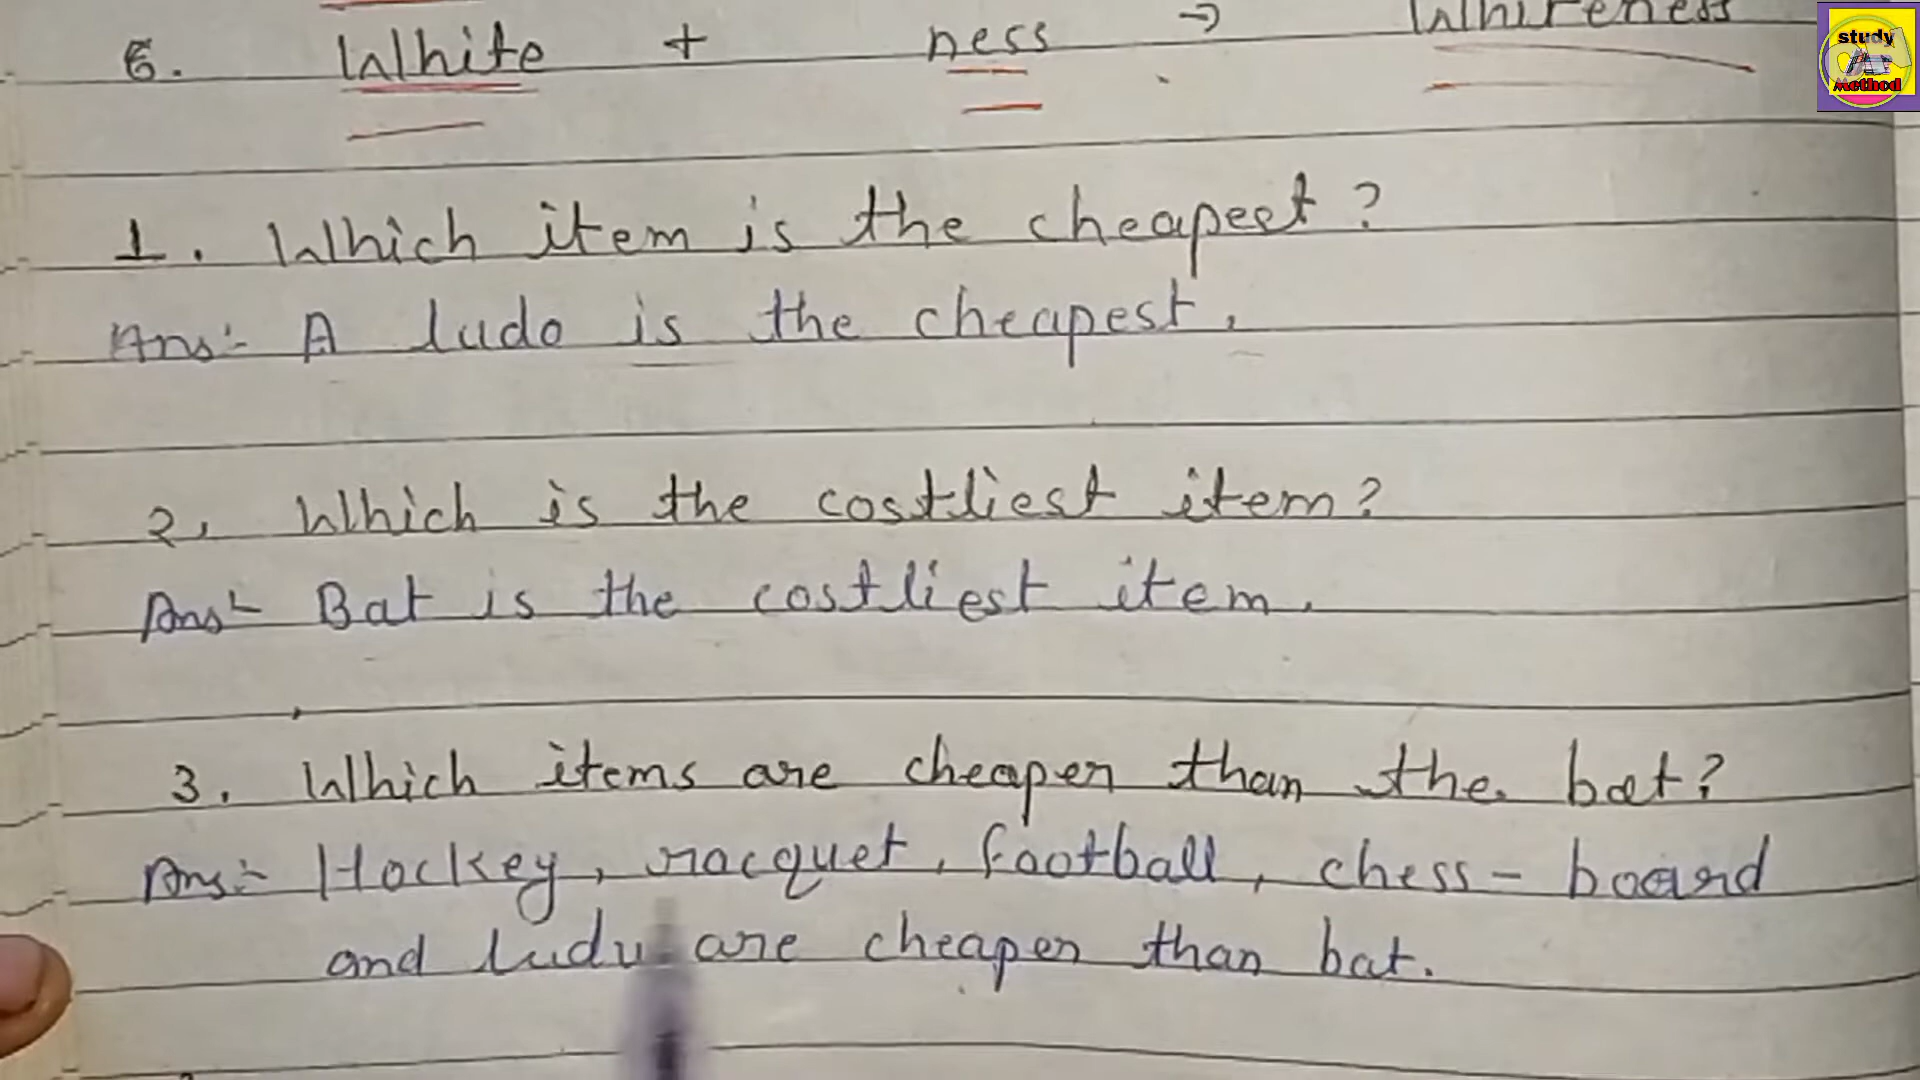 6. White + ness → Whiteness
study
Method
1. Which item is the cheapest?
Ans:- A ludo is the cheapest.
2. Which is the costliest item?
Ans- Bat is the costliest item.
3. Which items are cheaper than the bat?
Ans:- Hockey, racquet, football, chess-board
and ludu are cheaper than bat.